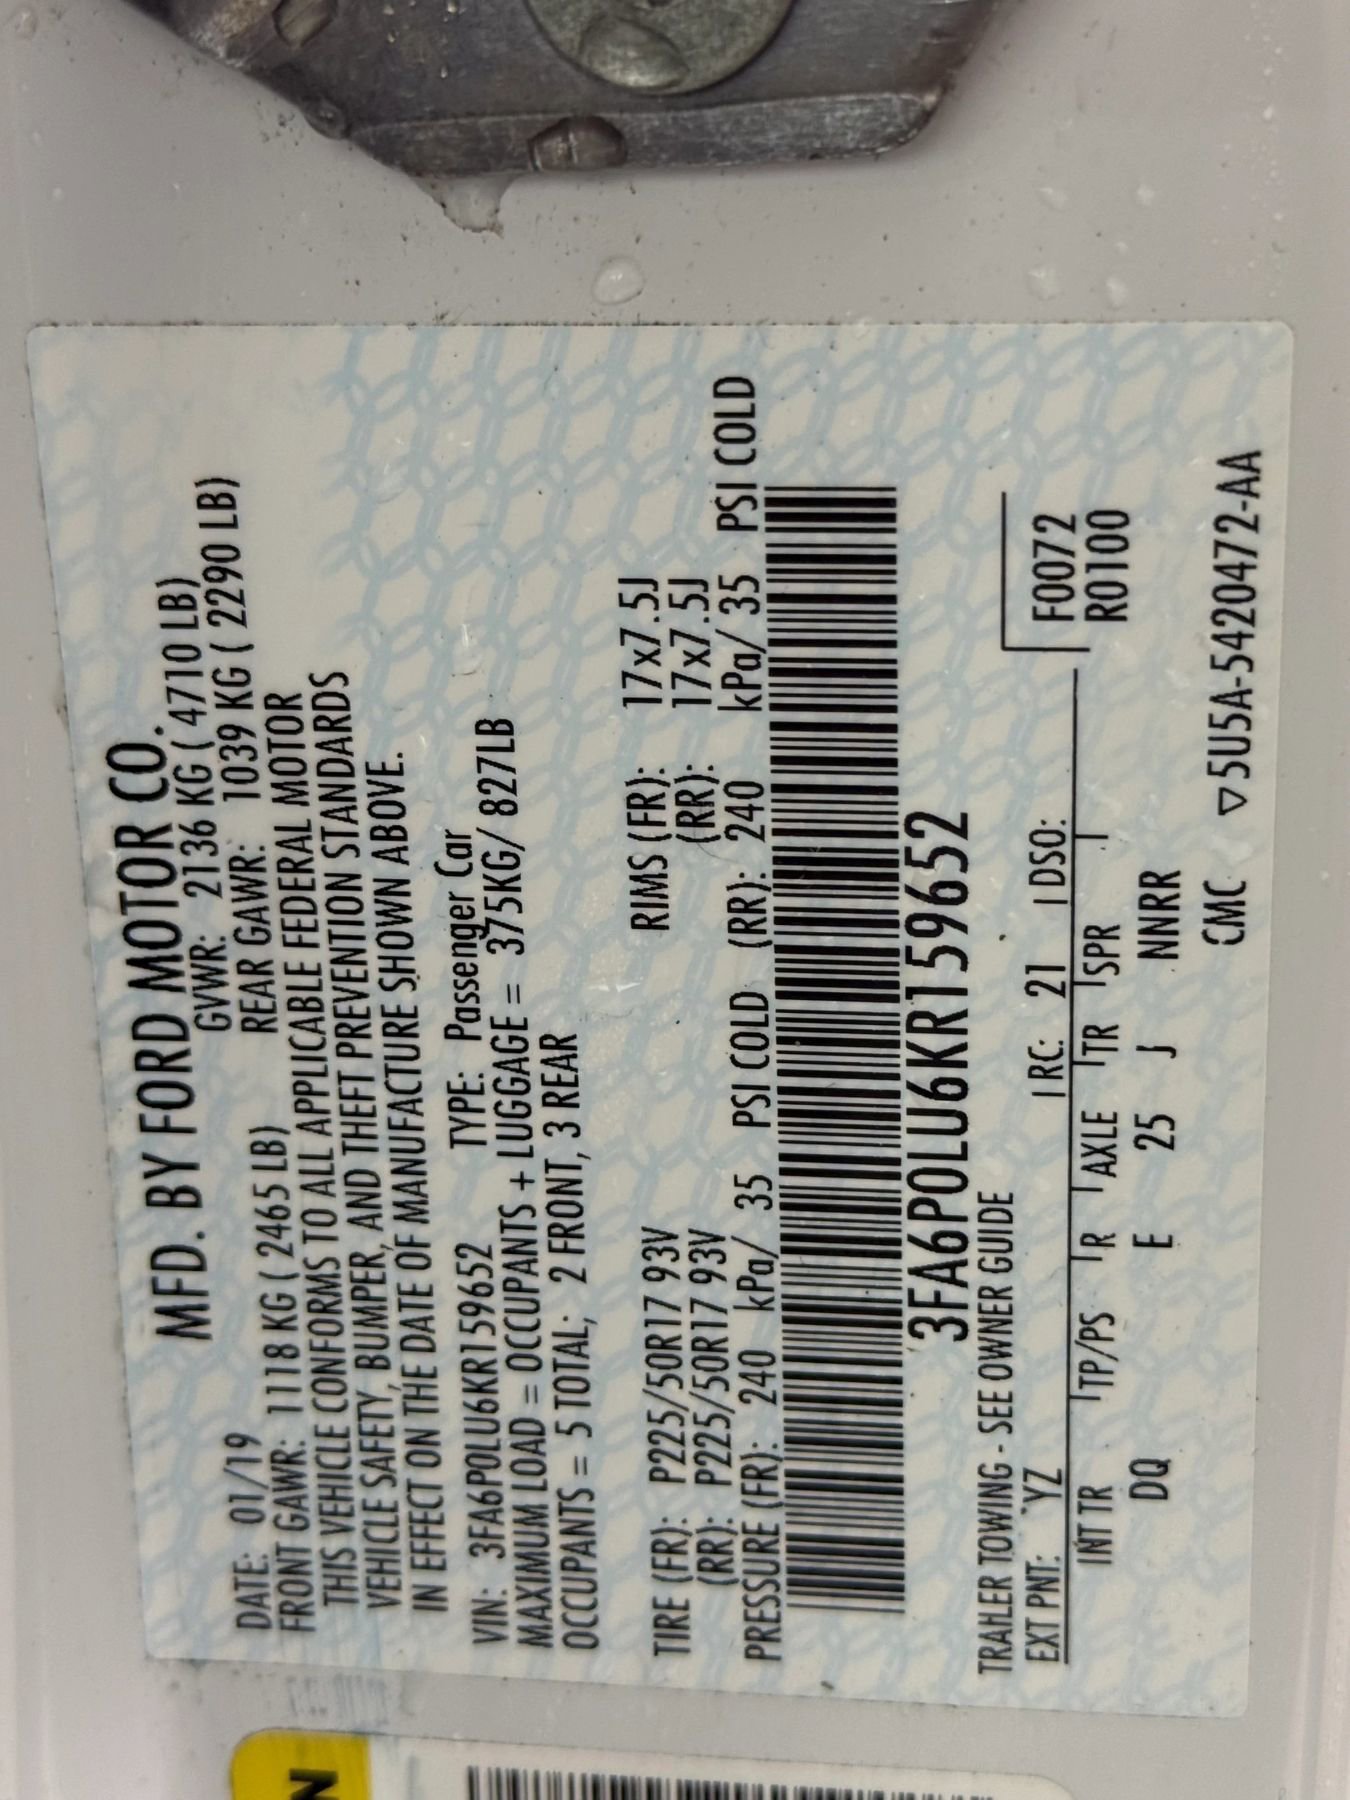 MFD. BY FORD MOTOR CO.
DATE: 01/19 GVWR: 2136 KG ( 4710 LB)
FRONT GAWR: 1118 KG ( 2465 LB) REAR GAWR: 1039 KG ( 2290 LB)
THIS VEHICLE CONFORMS TO ALL APPLICABLE FEDERAL MOTOR
VEHICLE SAFETY, BUMPER, AND THEFT PREVENTION STANDARDS
IN EFFECT ON THE DATE OF MANUFACTURE SHOWN ABOVE.
VIN: 3FA6P0LU6KR159652 TYPE: Passenger Car
MAXIMUM LOAD = OCCUPANTS + LUGGAGE = 375KG/ 827LB
OCCUPANTS = 5 TOTAL; 2 FRONT, 3 REAR
TIRE (FR): P225/50R17 93V RIMS (FR): 17x7.5J
(RR): P225/50R17 93V (RR): 17x7.5J
PRESSURE (FR): 240 kPa/ 35 PSI COLD (RR): 240 kPa/ 35 PSI COLD
3FA6P0LU6KR159652
TRAILER TOWING - SEE OWNER GUIDE
EXT PNT: YZ RC: 21 DSO: F0072
INT TR TP/PS R AXLE TR SPR R0100
DQ E 25 J NNRR
CMC ▽5U5A-5420472-AA
N